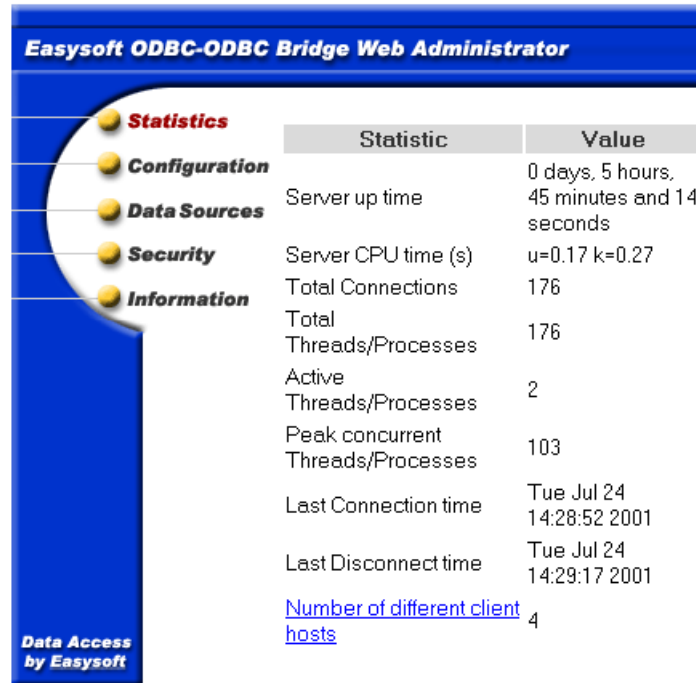 Easysoft ODBC-ODBC Bridge Web Administrator
Statistics
Configuration
Data Sources
Security
Information
Statistic Value
Server up time 0 days, 5 hours,
45 minutes and 14
seconds
Server CPU time (s) u=0.17 k=0.27
Total Connections 176
Total
Threads/Processes 176
Active
Threads/Processes 2
Peak concurrent
Threads/Processes 103
Last Connection time Tue Jul 24
14:28:52 2001
Last Disconnect time Tue Jul 24
14:29:17 2001
Number of different client
hosts 4
Data Access
by Easysoft